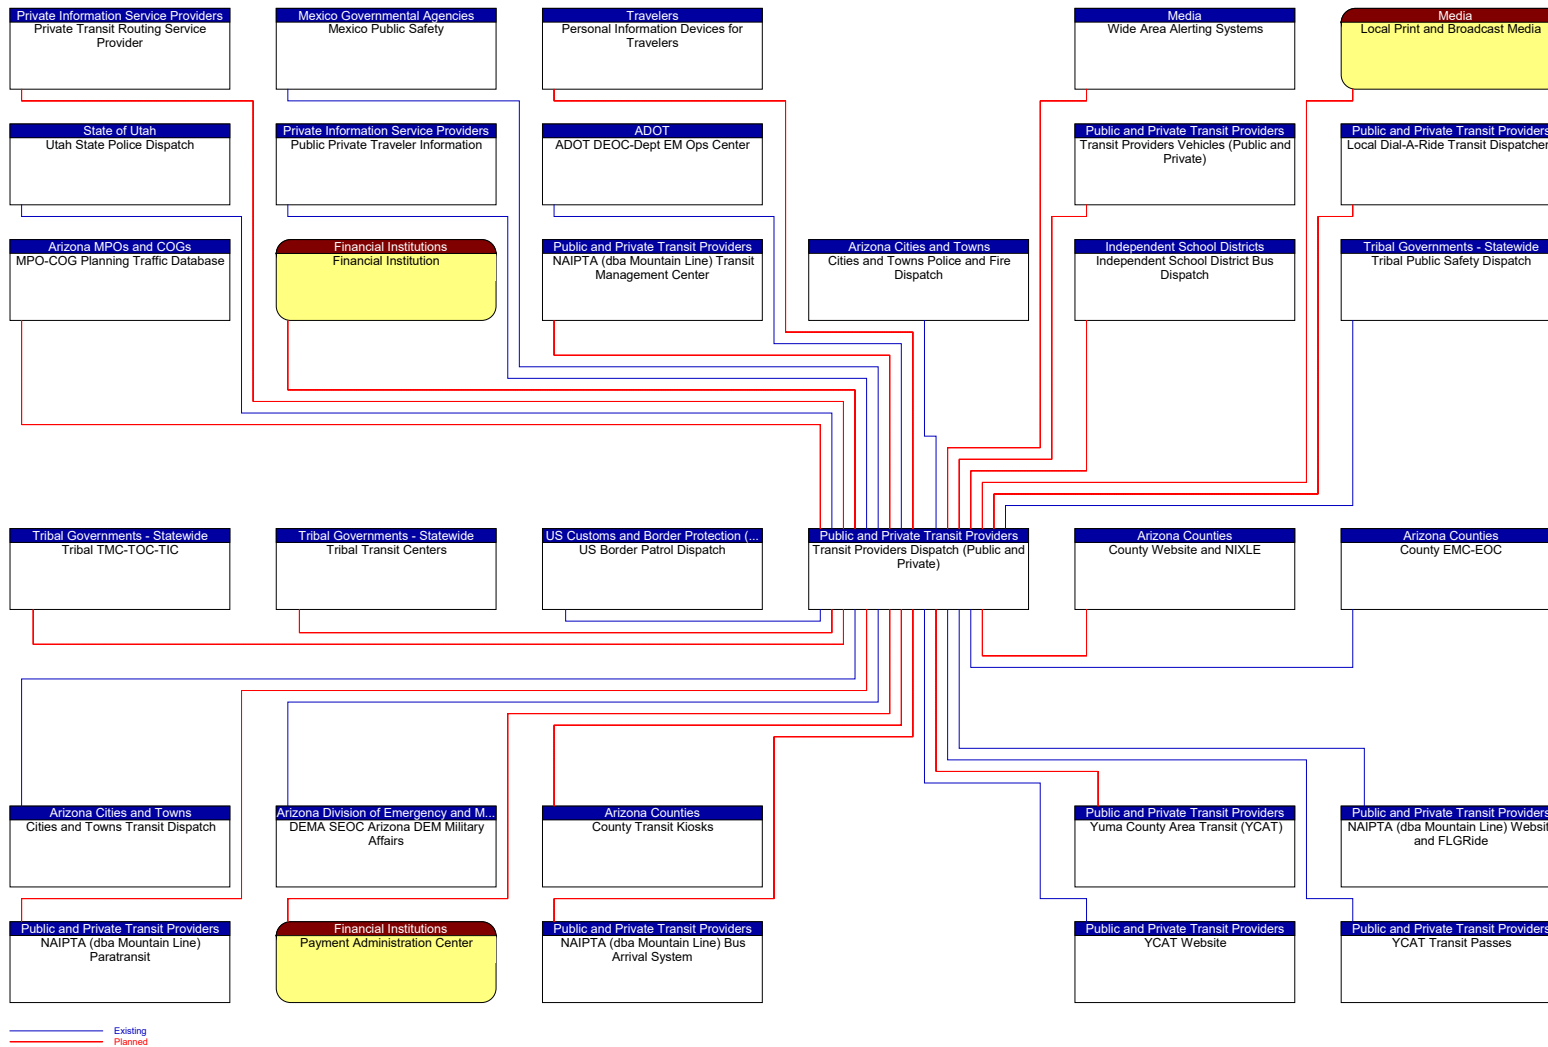 Private Information Service Providers
Private Transit Routing Service
Provider
Mexico Governmental Agencies
Mexico Public Safety
Travelers
Personal Information Devices for
Travelers
Media
Wide Area Alerting Systems
Media
Local Print and Broadcast Media
State of Utah
Utah State Police Dispatch
Private Information Service Providers
Public Private Traveler Information
ADOT
ADOT DEOC-Dept EM Ops Center
Public and Private Transit Providers
Transit Providers Vehicles (Public and
Private)
Public and Private Transit Providers
Local Dial-A-Ride Transit Dispatcher
Arizona MPOs and COGs
MPO-COG Planning Traffic Database
Financial Institutions
Financial Institution
Public and Private Transit Providers
NAIPTA (dba Mountain Line) Transit
Management Center
Arizona Cities and Towns
Cities and Towns Police and Fire
Dispatch
Independent School Districts
Independent School District Bus
Dispatch
Tribal Governments - Statewide
Tribal Public Safety Dispatch
Tribal Governments - Statewide
Tribal TMC-TOC-TIC
Tribal Governments - Statewide
Tribal Transit Centers
US Customs and Border Protection (...
US Border Patrol Dispatch
Public and Private Transit Providers
Transit Providers Dispatch (Public and
Private)
Arizona Counties
County Website and NIXLE
Arizona Counties
County EMC-EOC
Arizona Cities and Towns
Cities and Towns Transit Dispatch
Arizona Division of Emergency and M...
DEMA SEOC Arizona DEM Military
Affairs
Arizona Counties
County Transit Kiosks
Public and Private Transit Providers
Yuma County Area Transit (YCAT)
Public and Private Transit Providers
NAIPTA (dba Mountain Line) Websit
and FLGRide
Public and Private Transit Providers
NAIPTA (dba Mountain Line)
Paratransit
Financial Institutions
Payment Administration Center
Public and Private Transit Providers
NAIPTA (dba Mountain Line) Bus
Arrival System
Public and Private Transit Providers
YCAT Website
Public and Private Transit Providers
YCAT Transit Passes
Existing
Planned